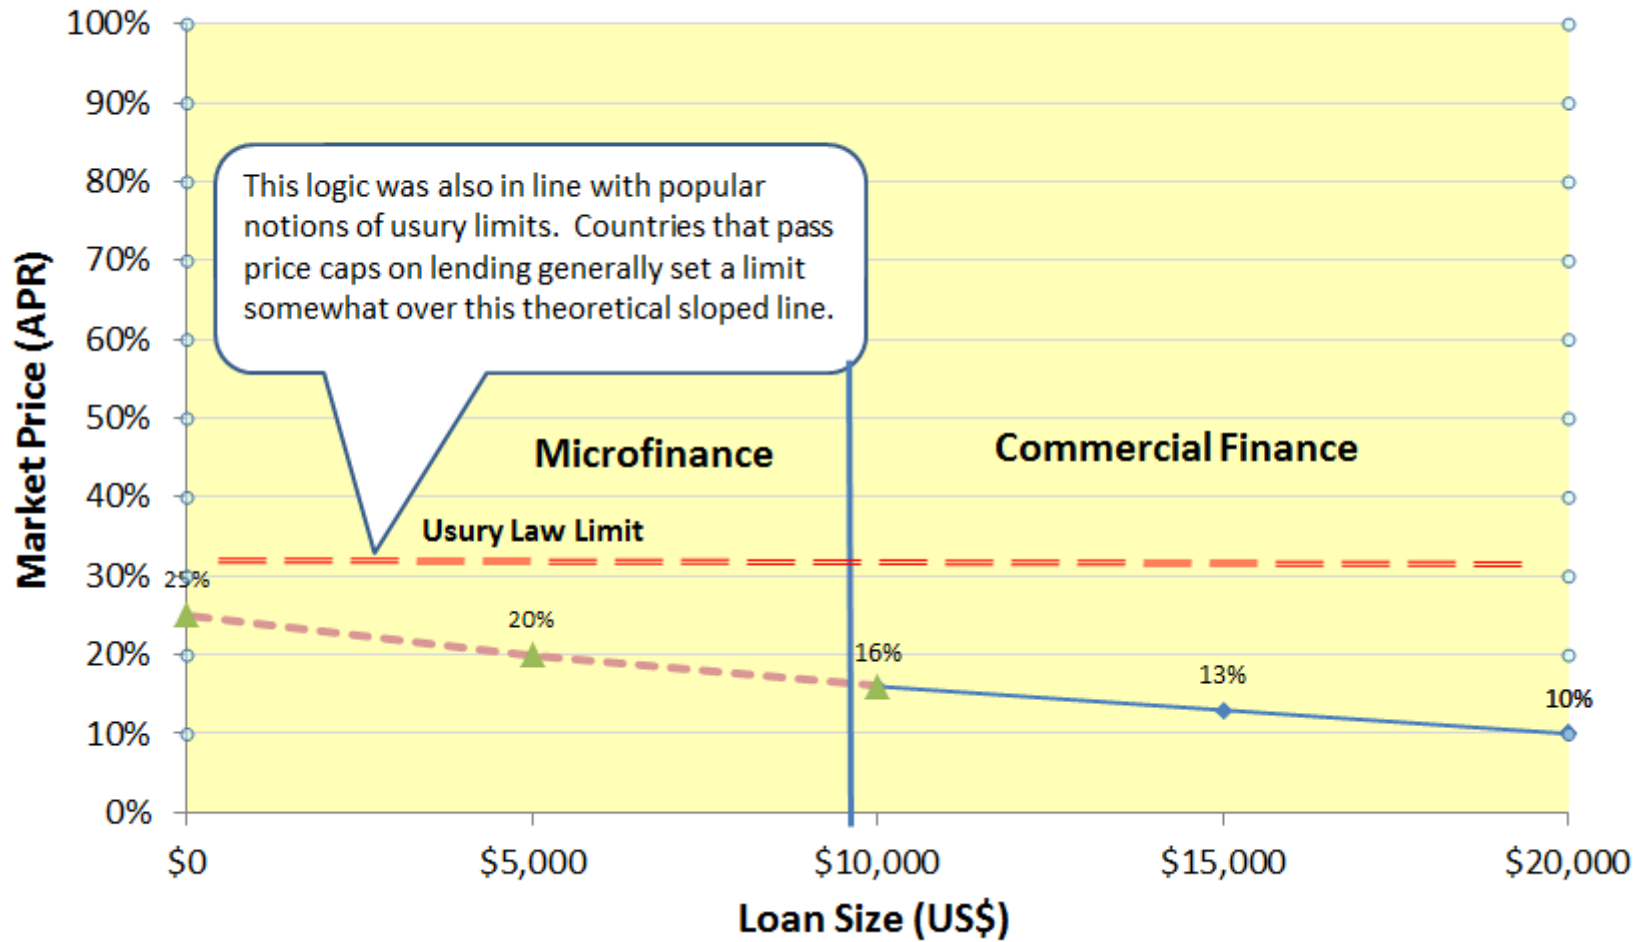 100%
90%
80%
70%
60%
50%
40%
30%
20%
10%
0%
Market Price (APR)
This logic was also in line with popular
notions of usury limits.  Countries that pass
price caps on lending generally set a limit
somewhat over this theoretical sloped line.
Microfinance
Commercial Finance
Usury Law Limit
25%
20%
16%
13%
10%
$0
$5,000
$10,000
$15,000
$20,000
Loan Size (US$)